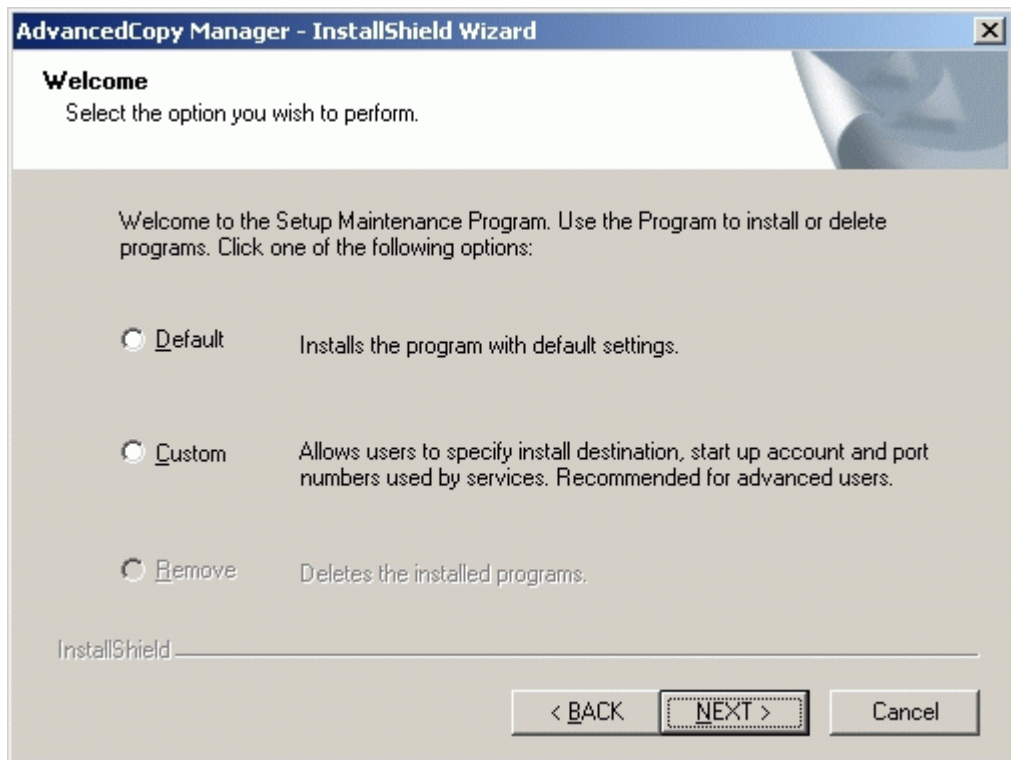 AdvancedCopy Manager - InstallShield Wizard
Welcome
Select the option you wish to perform.
Welcome to the Setup Maintenance Program. Use the Program to install or delete
programs. Click one of the following options:
Default
Installs the program with default settings.
Custom
Allows users to specify install destination, start up account and port
numbers used by services. Recommended for advanced users.
Remove
Deletes the installed programs.
InstallShield
< BACK
NEXT >
Cancel